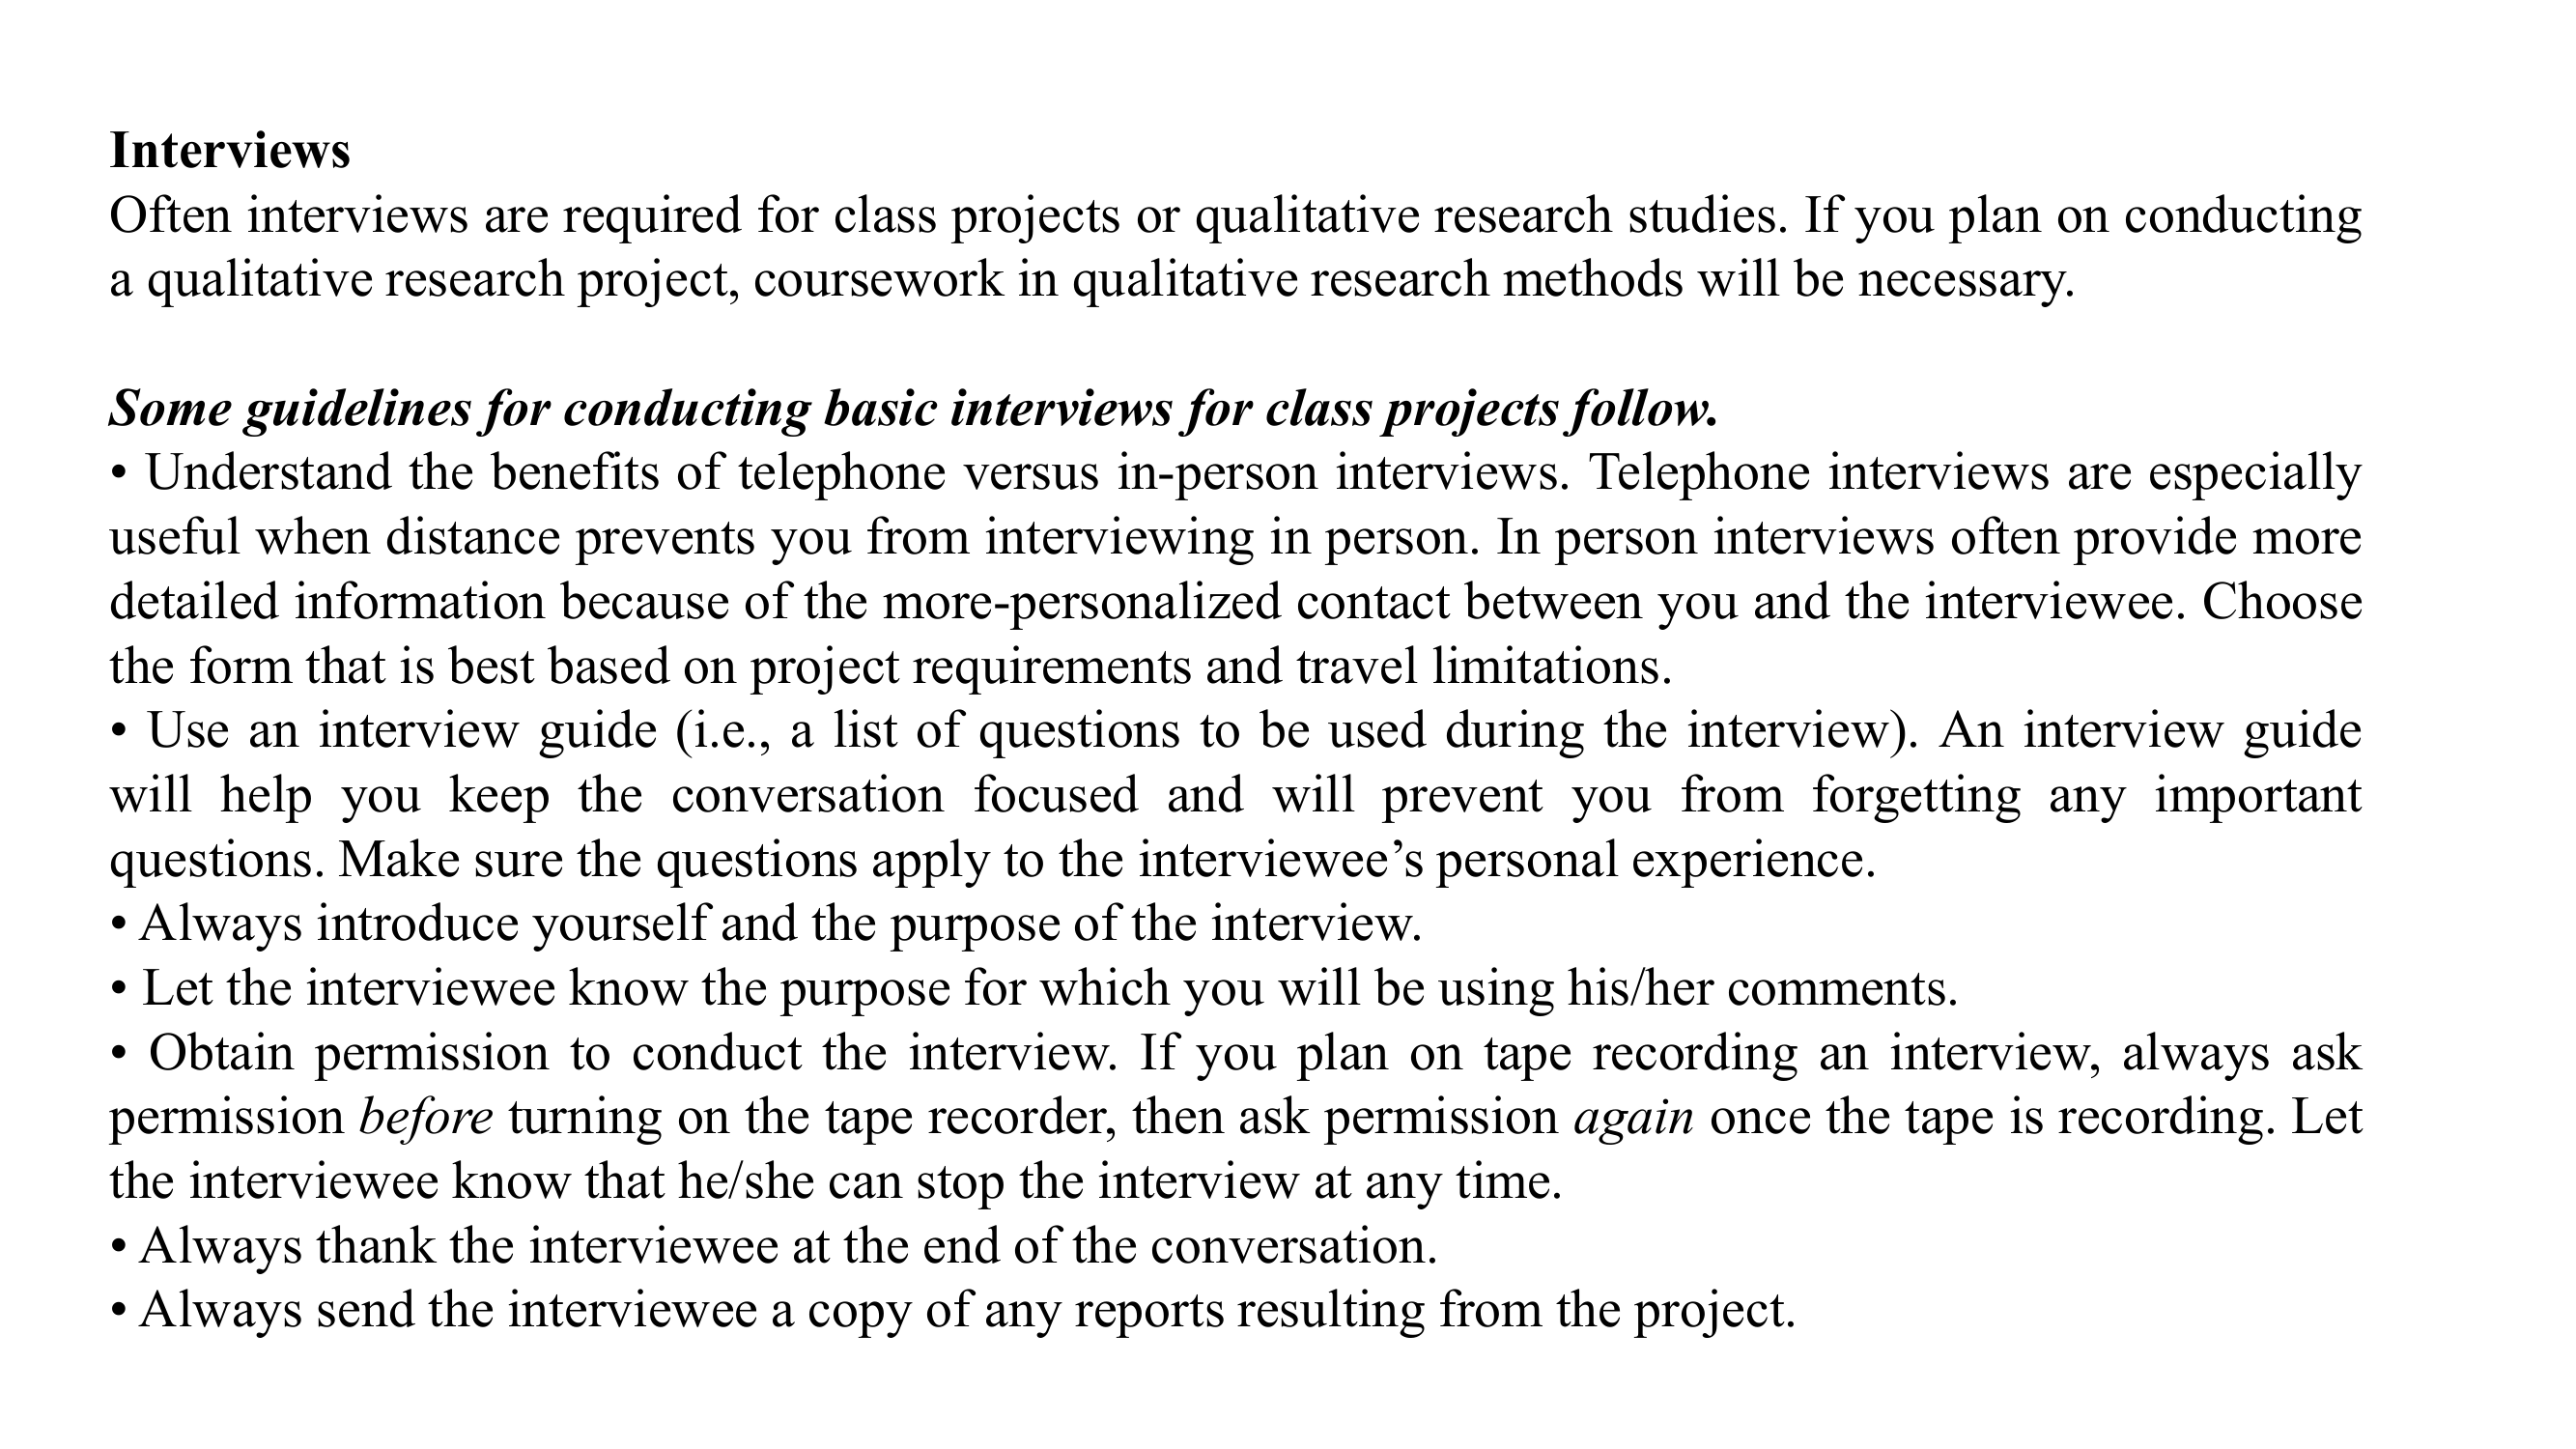 Interviews
Often interviews are required for class projects or qualitative research studies. If you plan on conducting
a qualitative research project, coursework in qualitative research methods will be necessary.
Some guidelines for conducting basic interviews for class projects follow.
• Understand the benefits of telephone versus in-person interviews. Telephone interviews are especially
useful when distance prevents you from interviewing in person. In person interviews often provide more
detailed information because of the more-personalized contact between you and the interviewee. Choose
the form that is best based on project requirements and travel limitations.
• Use an interview guide (i.e., a list of questions to be used during the interview). An interview guide
will help you keep the conversation focused and will prevent you from forgetting any important
questions. Make sure the questions apply to the interviewee’s personal experience.
• Always introduce yourself and the purpose of the interview.
• Let the interviewee know the purpose for which you will be using his/her comments.
• Obtain permission to conduct the interview. If you plan on tape recording an interview, always ask
permission before turning on the tape recorder, then ask permission again once the tape is recording. Let
the interviewee know that he/she can stop the interview at any time.
• Always thank the interviewee at the end of the conversation.
• Always send the interviewee a copy of any reports resulting from the project.